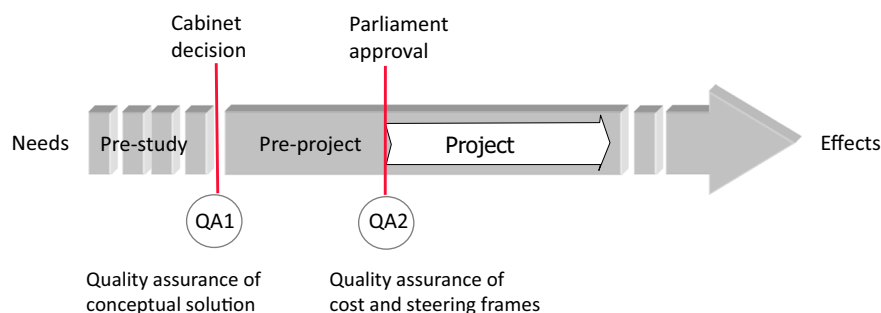 Cabinet
decision
Parliament
approval
Needs
Pre-study
Pre-project
Project
Effects
QA1
QA2
Quality assurance of
conceptual solution
Quality assurance of
cost and steering frames